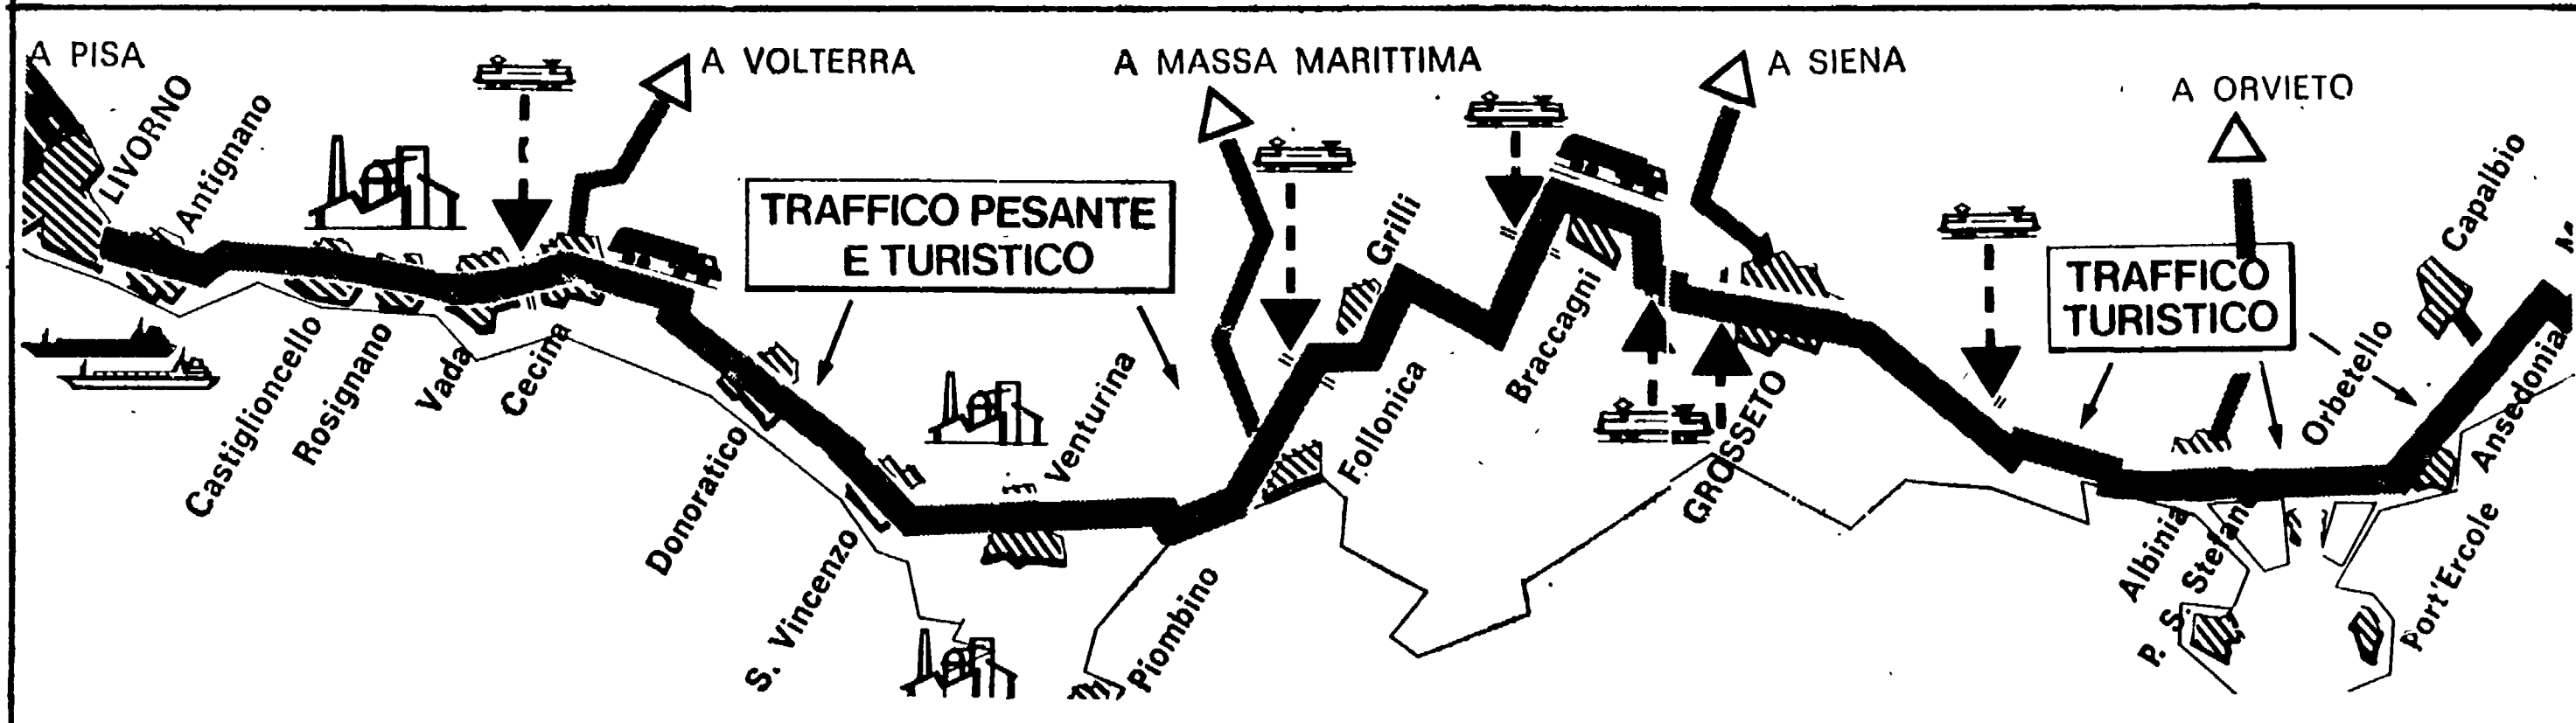 A PISA
A VOLTERRA
A MASSA MARITTIMA
A SIENA
A ORVIETO
LIVORNO
Antignano
TRAFFICO PESANTE
E TURISTICO
Grilli
Capalbio
TRAFFICO
TURISTICO
Castiglioncello
Rosignano
Vada
Cecina
Donoratico
S. Vincenzo
Venturina
Piombino
Follonica
Braccagni
GROSSETO
Albinia
P. S. Stefan
Orbetello
Ansedonia
Port'Ercole